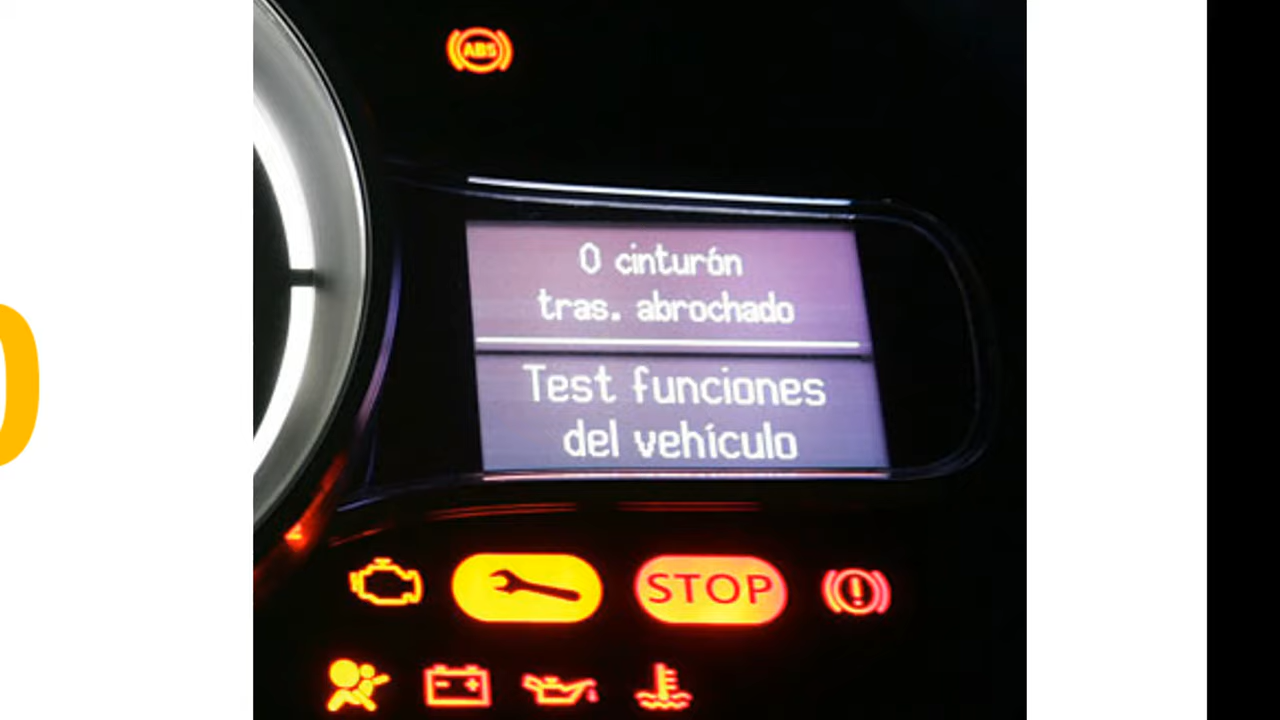 ABS
0 cinturón
tras. abrochado
Test funciones
del vehículo
STOP